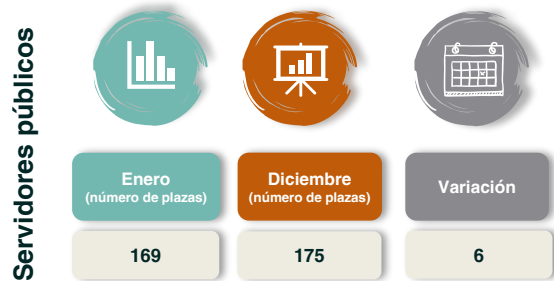 Servidores públicos
Enero
(número de plazas)
Diciembre
(número de plazas)
Variación
169
175
6